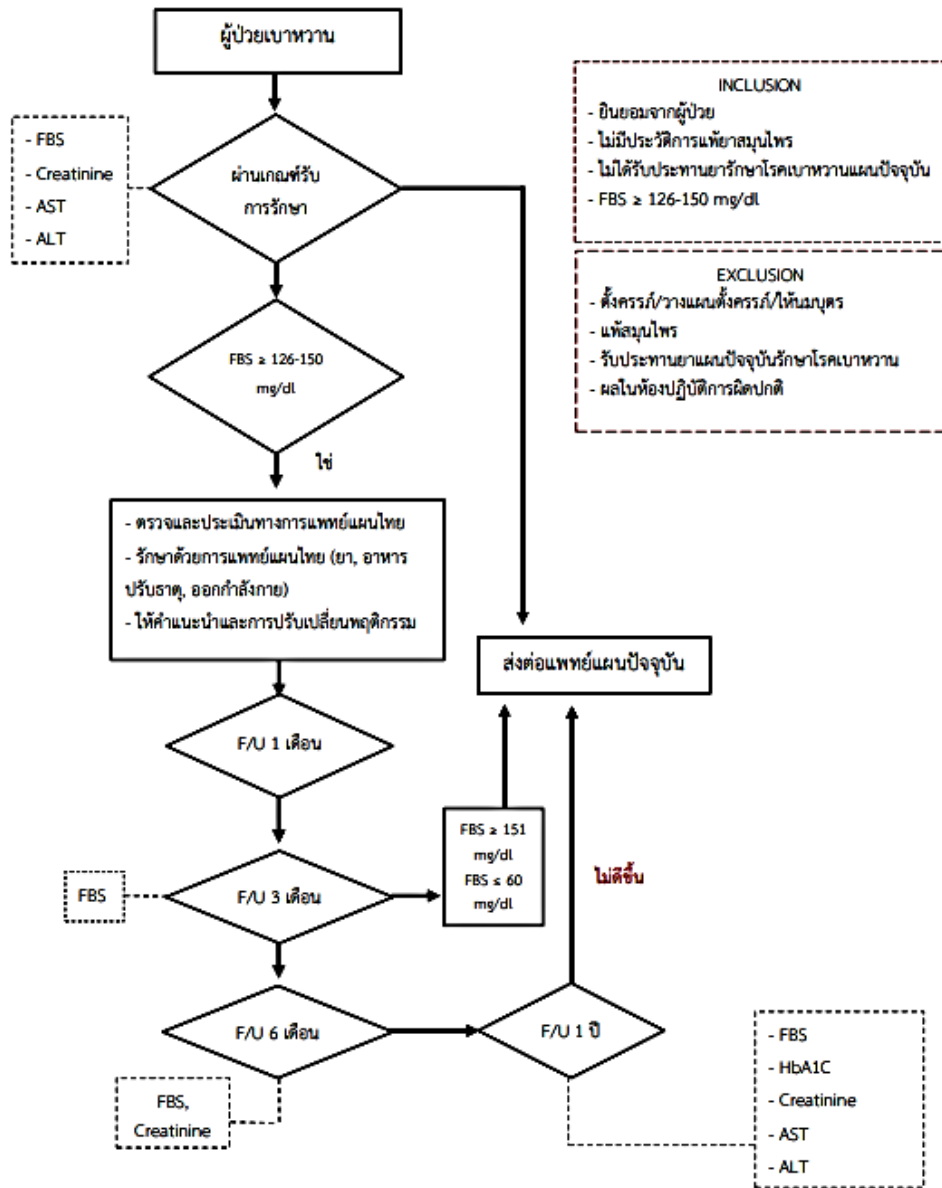 ผู้ป่วยเบาหวาน
INCLUSION
- ยินยอมจากผู้ป่วย
- ไม่มีประวัติการแพ้ยาสมุนไพร
- ไม่ได้รับประทานยารักษาโรคเบาหวานแผนปัจจุบัน
- FBS ≥ 126-150 mg/dl
- FBS
- Creatinine
- AST
- ALT
ผ่านเกณฑ์รับ
การรักษา
EXCLUSION
- ตั้งครรภ์/วางแผนตั้งครรภ์/ให้นมบุตร
- แพ้สมุนไพร
- รับประทานยาแผนปัจจุบันรักษาโรคเบาหวาน
- ผลในห้องปฏิบัติการผิดปกติ
FBS ≥ 126-150
mg/dl
ใช่
- ตรวจและประเมินทางการแพทย์แผนไทย
- รักษาด้วยการแพทย์แผนไทย (ยา, อาหาร
ปรับธาตุ, ออกกำลังกาย)
- ให้คำแนะนำและการปรับเปลี่ยนพฤติกรรม
ส่งต่อแพทย์แผนปัจจุบัน
F/U 1 เดือน
FBS ≥ 151
mg/dl
FBS ≤ 60
mg/dl
ไม่ดีขึ้น
FBS
F/U 3 เดือน
F/U 6 เดือน
F/U 1 ปี
FBS,
Creatinine
- FBS
- HbA1C
- Creatinine
- AST
- ALT